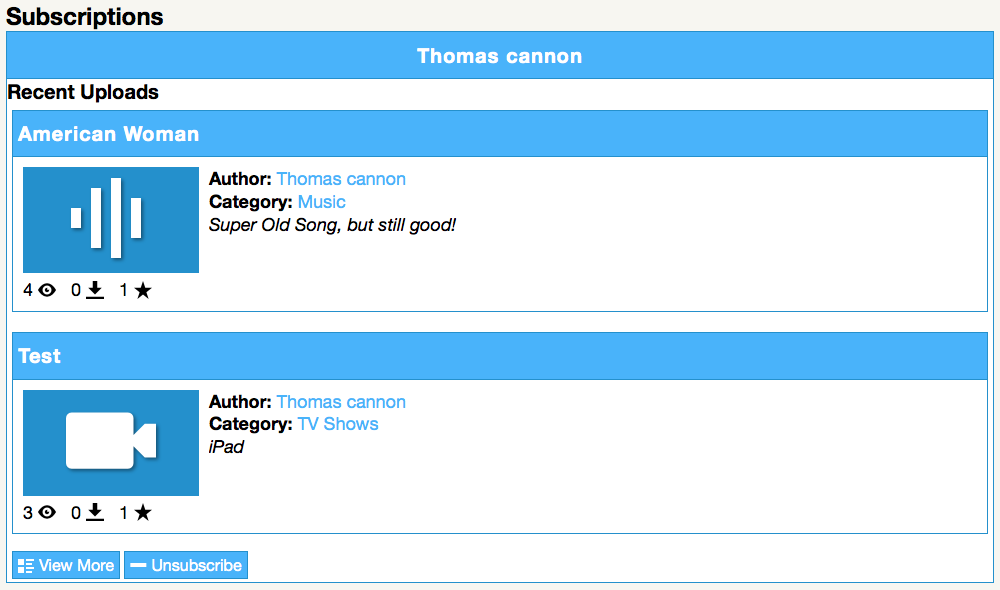 Subscriptions
Thomas cannon
Recent Uploads
American Woman
Author: Thomas cannon
Category: Music
Super Old Song, but still good!
4 0 1
Test
Author: Thomas cannon
Category: TV Shows
iPad
3 0 1
View More Unsubscribe